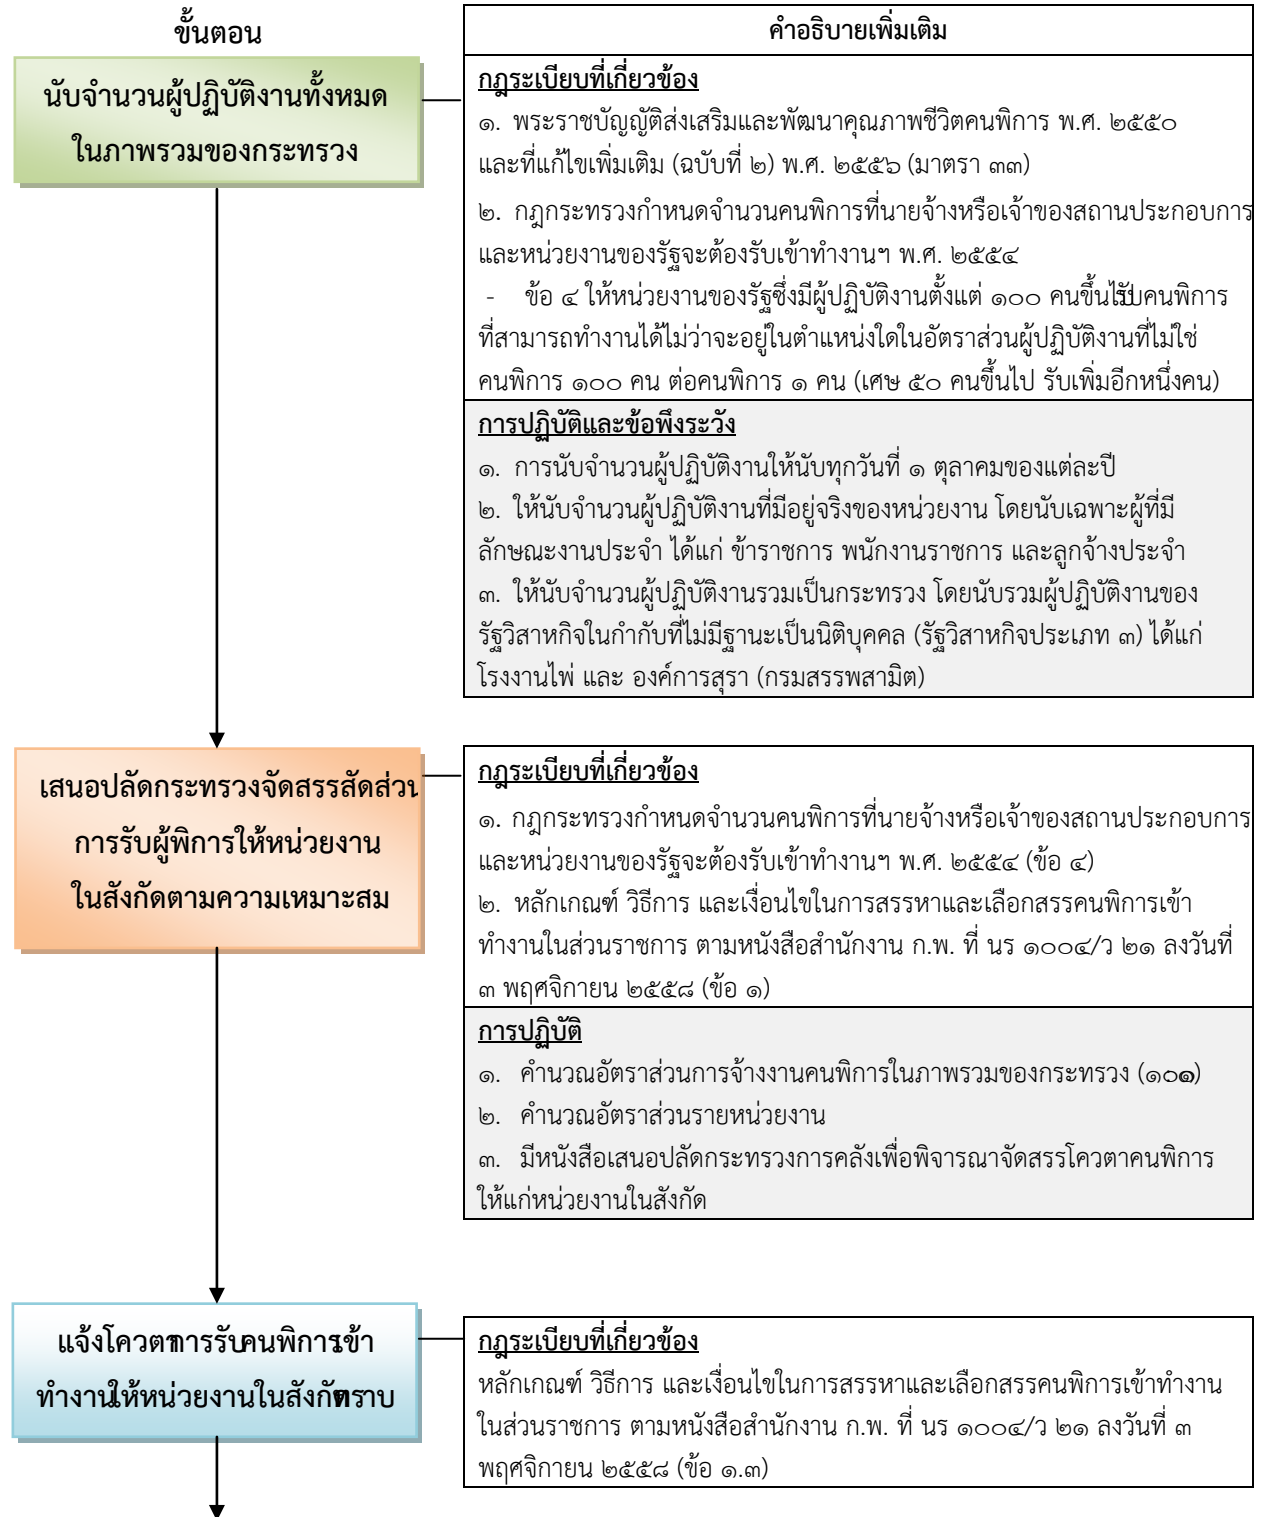 ขั้นตอน
คำอธิบายเพิ่มเติม
นับจำนวนผู้ปฏิบัติงานทั้งหมด
ในภาพรวมของกระทรวง
กฎระเบียบที่เกี่ยวข้อง
๑. พระราชบัญญัติส่งเสริมและพัฒนาคุณภาพชีวิตคนพิการ พ.ศ. ๒๕๕๐
และที่แก้ไขเพิ่มเติม (ฉบับที่ ๒) พ.ศ. ๒๕๕๖ (มาตรา ๓๓)
๒. กฎกระทรวงกำหนดจำนวนคนพิการที่นายจ้างหรือเจ้าของสถานประกอบการ
และหน่วยงานของรัฐจะต้องรับเข้าทำงานฯ พ.ศ. ๒๕๕๔
- ข้อ ๔ ให้หน่วยงานของรัฐซึ่งมีผู้ปฏิบัติงานตั้งแต่ ๑๐๐ คนขึ้นไปรับคนพิการ
ที่สามารถทำงานได้ไม่ว่าจะอยู่ในตำแหน่งใดในอัตราส่วนผู้ปฏิบัติงานที่ไม่ใช่
คนพิการ ๑๐๐ คน ต่อคนพิการ ๑ คน (เศษ ๕๐ คนขึ้นไป รับเพิ่มอีกหนึ่งคน)
การปฏิบัติและข้อพึงระวัง
๑. การนับจำนวนผู้ปฏิบัติงานให้นับทุกวันที่ ๑ ตุลาคมของแต่ละปี
๒. ให้นับจำนวนผู้ปฏิบัติงานที่มีอยู่จริงของหน่วยงาน โดยนับเฉพาะผู้ที่มี
ลักษณะงานประจำ ได้แก่ ข้าราชการ พนักงานราชการ และลูกจ้างประจำ
๓. ให้นับจำนวนผู้ปฏิบัติงานรวมเป็นกระทรวง โดยนับรวมผู้ปฏิบัติงานของ
รัฐวิสาหกิจในกำกับที่ไม่มีฐานะเป็นนิติบุคคล (รัฐวิสาหกิจประเภท ๓) ได้แก่
โรงงานไพ่ และ องค์การสุรา (กรมสรรพสามิต)
เสนอปลัดกระทรวงจัดสรรสัดส่วน
การรับผู้พิการให้หน่วยงาน
ในสังกัดตามความเหมาะสม
กฎระเบียบที่เกี่ยวข้อง
๑. กฎกระทรวงกำหนดจำนวนคนพิการที่นายจ้างหรือเจ้าของสถานประกอบการ
และหน่วยงานของรัฐจะต้องรับเข้าทำงานฯ พ.ศ. ๒๕๕๔ (ข้อ ๔)
๒. หลักเกณฑ์ วิธีการ และเงื่อนไขในการสรรหาและเลือกสรรคนพิการเข้า
ทำงานในส่วนราชการ ตามหนังสือสำนักงาน ก.พ. ที่ นร ๑๐๐๔/ว ๒๑ ลงวันที่
๓ พฤศจิกายน ๒๕๕๘ (ข้อ ๑)
การปฏิบัติ
๑. คำนวณอัตราส่วนการจ้างงานคนพิการในภาพรวมของกระทรวง
๒. คำนวณอัตราส่วนรายหน่วยงาน
๓. มีหนังสือเสนอปลัดกระทรวงการคลังเพื่อพิจารณาจัดสรรโควตาคนพิการ
ให้แก่หน่วยงานในสังกัด
แจ้งโควตาการรับคนพิการเข้า
ทำงานให้หน่วยงานในสังกัดทราบ
กฎระเบียบที่เกี่ยวข้อง
หลักเกณฑ์ วิธีการ และเงื่อนไขในการสรรหาและเลือกสรรคนพิการเข้าทำงาน
ในส่วนราชการ ตามหนังสือสำนักงาน ก.พ. ที่ นร ๑๐๐๔/ว ๒๑ ลงวันที่ ๓
พฤศจิกายน ๒๕๕๘ (ข้อ ๑.๓)